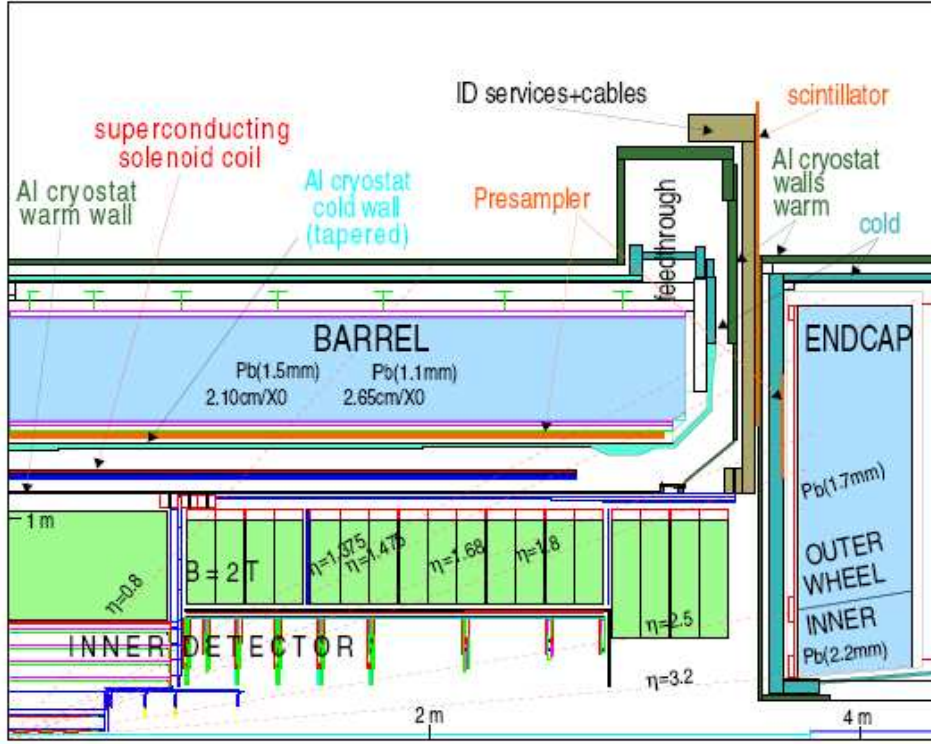 ID services+cables
scintillator
superconducting
solenoid coil
Al cryostat
walls
warm
cold
Al cryostat
warm wall
Al cryostat
cold wall
(tapered)
Presampler
feedthrough
BARREL
Pb(1.5mm)
Pb(1.1mm)
2.10cm/X0
2.65cm/X0
ENDCAP
Pb(1.7mm)
1 m
η=0.8
B = 2 T
η=1.375
η=1.475
η=1.68
η=1.8
OUTER
WHEEL
INNER
Pb(2.2mm)
INNER DETECTOR
η=2.5
η=3.2
2 m
4 m